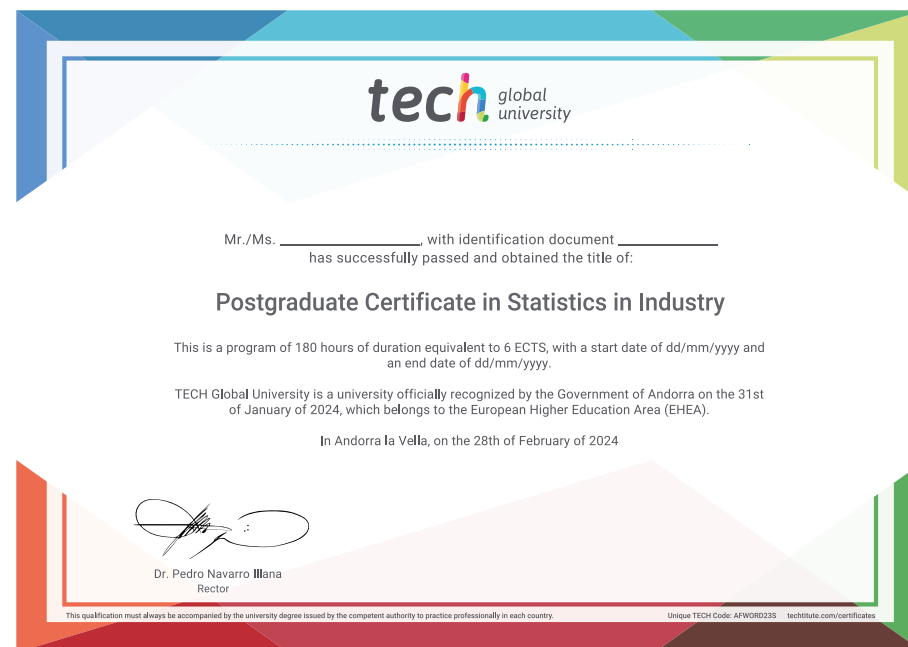 tech global university
Mr./Ms. ____________, with identification document ____________
has successfully passed and obtained the title of:
Postgraduate Certificate in Statistics in Industry
This is a program of 180 hours of duration equivalent to 6 ECTS, with a start date of dd/mm/yyyy and
an end date of dd/mm/yyyy.
TECH Global University is a university officially recognized by the Government of Andorra on the 31st
of January of 2024, which belongs to the European Higher Education Area (EHEA).
In Andorra la Vella, on the 28th of February of 2024
Dr. Pedro Navarro Illana
Rector
This qualification must always be accompanied by the university degree issued by the competent authority to practice professionally in each country.
Unique TECH Code: AFWORD23S techtitute.com/certificates